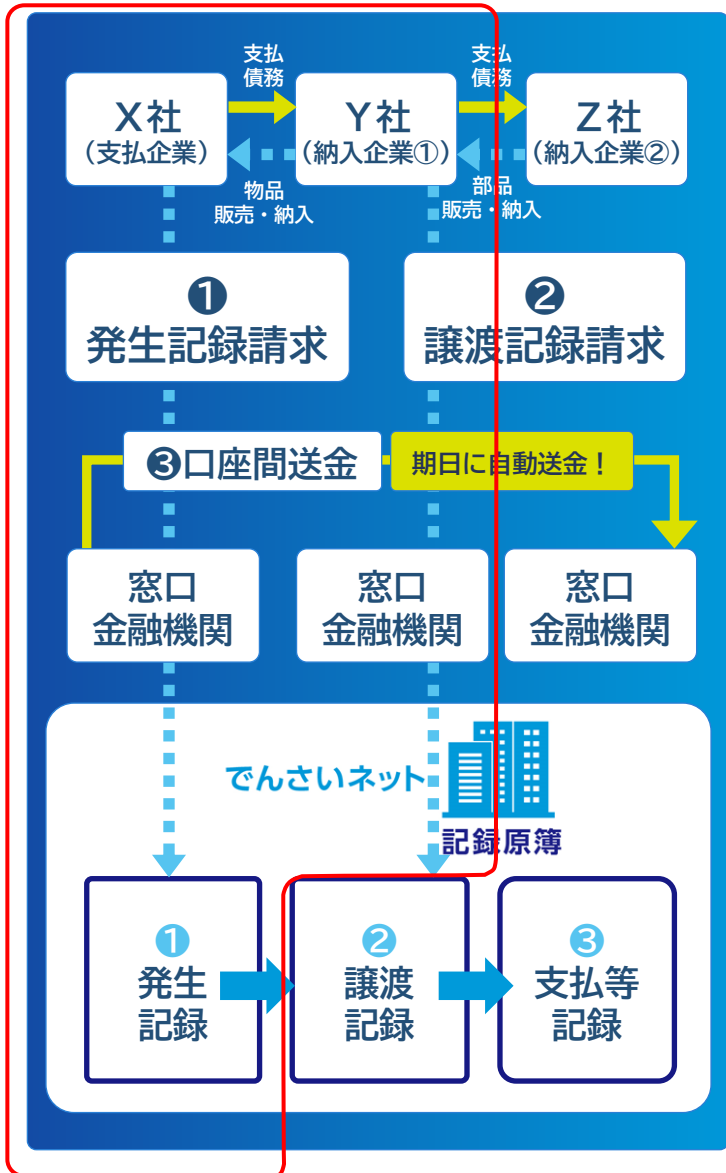 支払
債務
支払
債務
X社
(支払企業)
Y社
(納入企業①)
Z社
(納入企業②)
物品
販売・納入
部品
販売・納入
❶
発生記録請求
❷
譲渡記録請求
❸口座間送金
期日に自動送金！
窓口
金融機関
窓口
金融機関
窓口
金融機関
でんさいネット
記録原簿
❶
発生
記録
❷
譲渡
記録
❸
支払等
記録